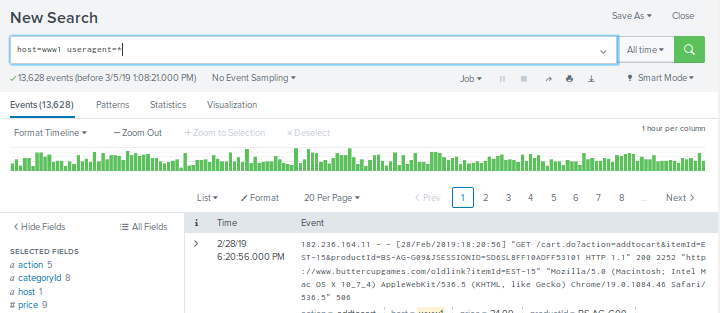 New Search
Save As ▾ Close
host=www1 useragent=*
All time ▾
✓13,628 events (before 3/5/19 1:08:21.000 PM) No Event Sampling ▾
Job ▾
Smart Mode ▾
Events (13,628) Patterns Statistics Visualization
Format Timeline ▾ — Zoom Out + Zoom to Selection × Deselect
1 hour per column
List ▾ Format 20 Per Page ▾
< Prev 1 2 3 4 5 6 7 8 ... Next >
< Hide Fields All Fields
i Time Event
SELECTED FIELDS
a action 5
a categoryId 8
a host 1
# price 9
> 2/28/19
6:20:56.000 PM
182.236.164.11 - - [28/Feb/2019:18:20:56] "GET /cart.do?action=addtocart&itemId=E
ST-15&productId=BS-AG-G09&JSESSIONID=SD6SL8FF10ADFF53101 HTTP 1.1" 200 2252 "http
://www.buttercupgames.com/oldlink?itemId=EST-15" "Mozilla/5.0 (Macintosh; Intel M
ac OS X 10_7_4) AppleWebKit/536.5 (KHTML, like Gecko) Chrome/19.0.1084.46 Safari/
536.5" 506